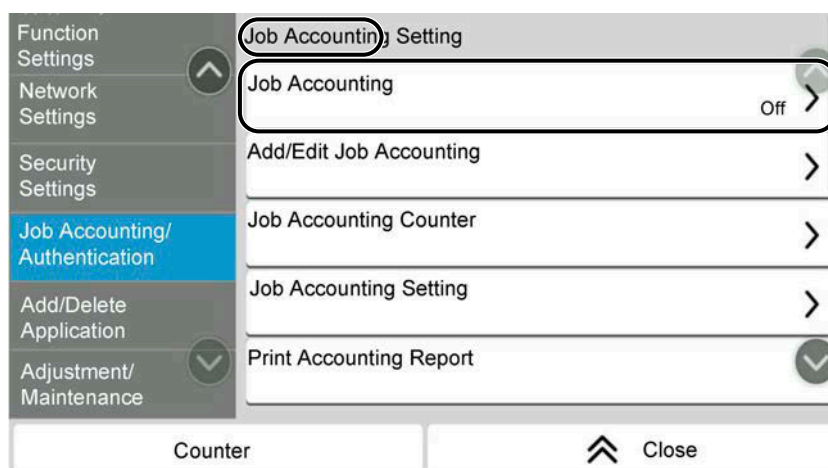 Function
Settings
Network
Settings
Security
Settings
Job Accounting/
Authentication
Add/Delete
Application
Adjustment/
Maintenance
Job Accounting Setting
Job Accounting
Off
Add/Edit Job Accounting
Job Accounting Counter
Job Accounting Setting
Print Accounting Report
Counter
Close